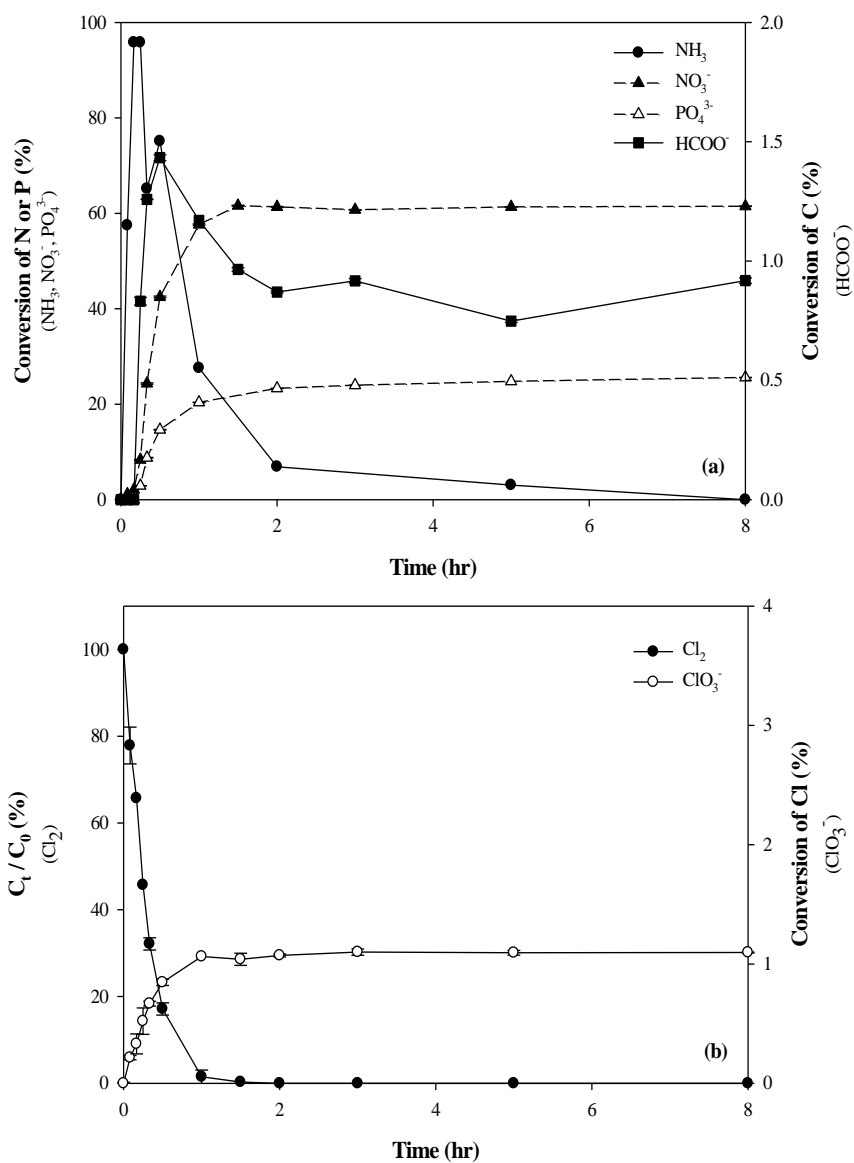 100
80
60
40
20
0
2.0
1.5
1.0
0.5
0.0
Conversion of N or P (%)
(NH₃, NO₃⁻, PO₄³⁻)
Conversion of C (%)
(HCOO⁻)
NH₃
NO₃⁻
PO₄³⁻
HCOO⁻
(a)
0 2 4 6 8
Time (hr)
100
80
60
40
20
0
4
3
2
1
0
Cₜ / C₀ (%)
(Cl₂)
Conversion of Cl (%)
(ClO₃⁻)
Cl₂
ClO₃⁻
(b)
0 2 4 6 8
Time (hr)